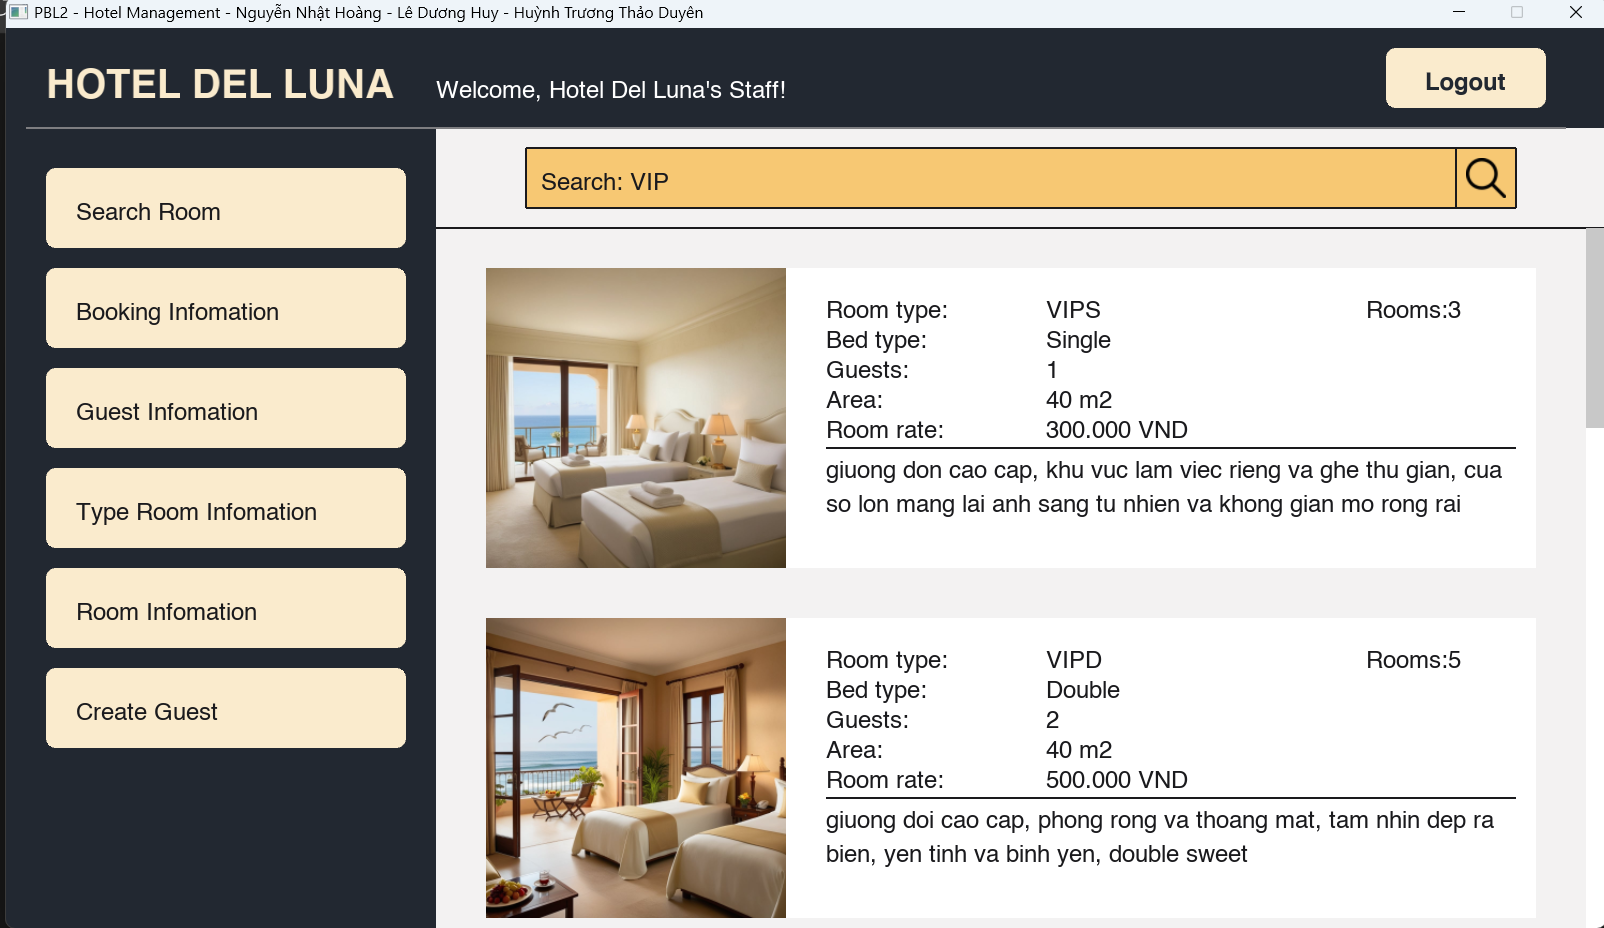 PBL2 - Hotel Management - Nguyễn Nhật Hoàng - Lê Dương Huy - Huỳnh Trương Thảo Duyên
HOTEL DEL LUNA
Welcome, Hotel Del Luna's Staff!
Logout
Search Room
Booking Infomation
Guest Infomation
Type Room Infomation
Room Infomation
Create Guest
Search: VIP
Room type: VIPS Rooms:3
Bed type: Single
Guests: 1
Area: 40 m2
Room rate: 300.000 VND
giuong don cao cap, khu vuc lam viec rieng va ghe thu gian, cua
so lon mang lai anh sang tu nhien va khong gian mo rong rai
Room type: VIPD Rooms:5
Bed type: Double
Guests: 2
Area: 40 m2
Room rate: 500.000 VND
giuong doi cao cap, phong rong va thoang mat, tam nhin dep ra
bien, yen tinh va binh yen, double sweet